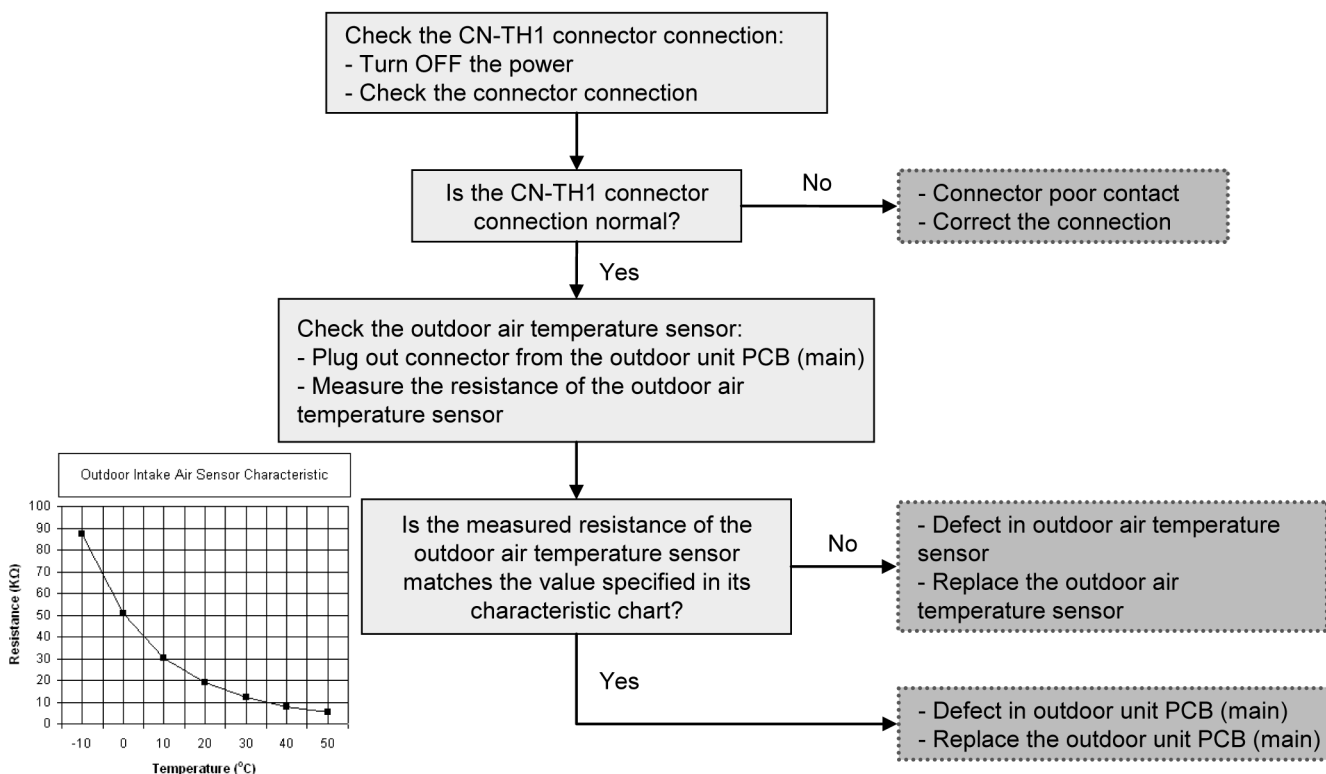 Check the CN-TH1 connector connection:
- Turn OFF the power
- Check the connector connection
Is the CN-TH1 connector
connection normal?
No
- Connector poor contact
- Correct the connection
Yes
Check the outdoor air temperature sensor:
- Plug out connector from the outdoor unit PCB (main)
- Measure the resistance of the outdoor air
temperature sensor
Outdoor Intake Air Sensor Characteristic
Resistance (KΩ)
100
90
80
70
60
50
40
30
20
10
0
-10 0 10 20 30 40 50
Temperature (°C)
Is the measured resistance of the
outdoor air temperature sensor
matches the value specified in its
characteristic chart?
No
- Defect in outdoor air temperature
sensor
- Replace the outdoor air
temperature sensor
Yes
- Defect in outdoor unit PCB (main)
- Replace the outdoor unit PCB (main)